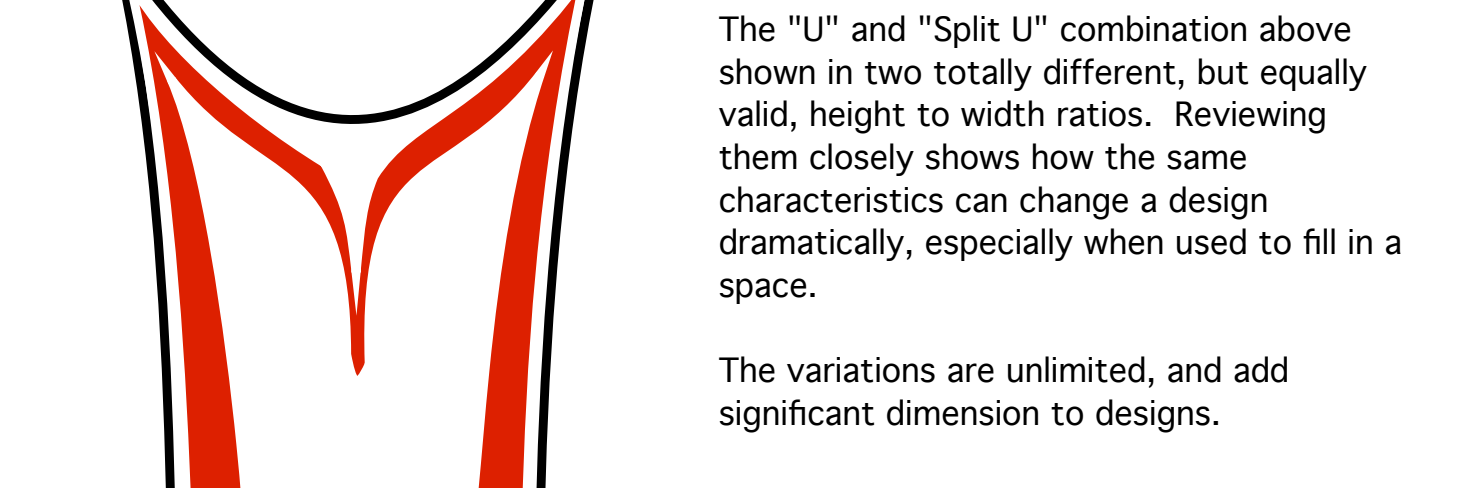 The "U" and "Split U" combination above
shown in two totally different, but equally
valid, height to width ratios.  Reviewing
them closely shows how the same
characteristics can change a design
dramatically, especially when used to fill in a
space.
The variations are unlimited, and add
significant dimension to designs.